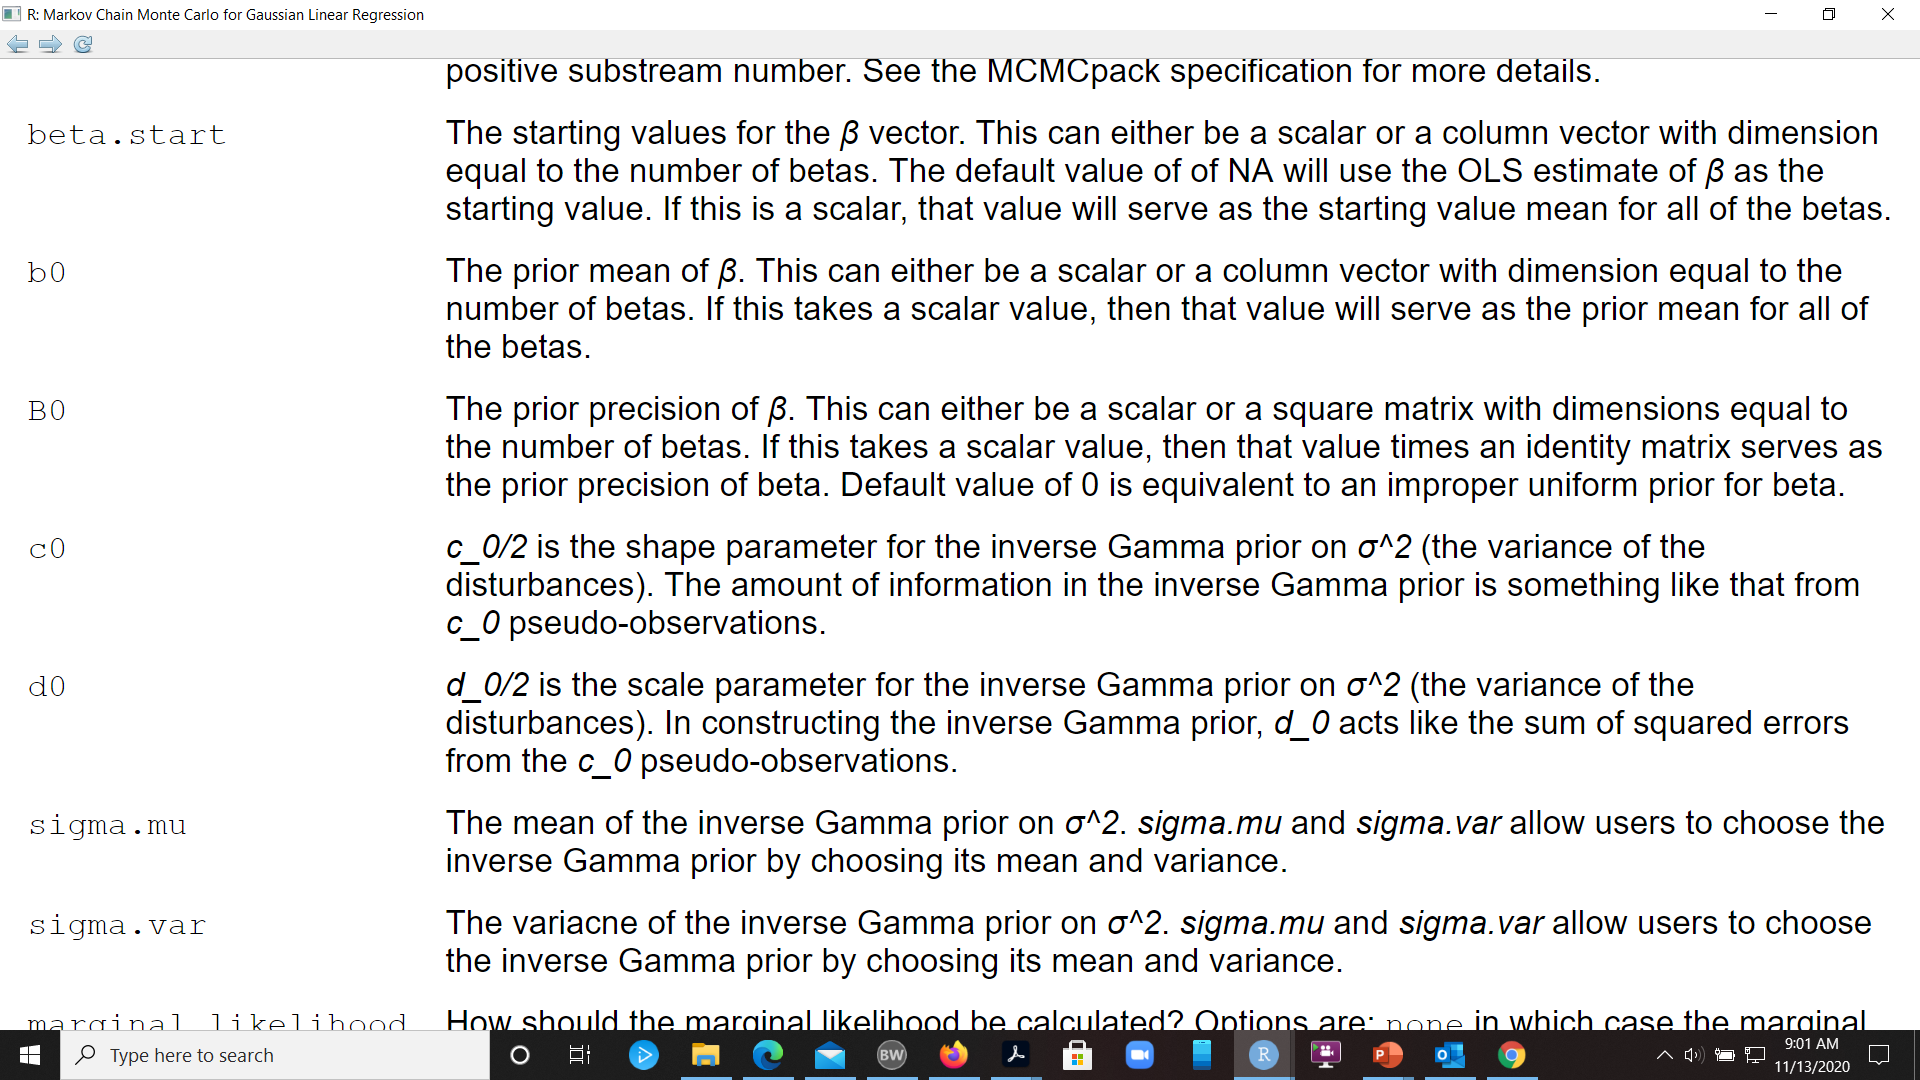 R: Markov Chain Monte Carlo for Gaussian Linear Regression
positive substream number. See the MCMCpack specification for more details.
beta.start
The starting values for the β vector. This can either be a scalar or a column vector with dimension
equal to the number of betas. The default value of of NA will use the OLS estimate of β as the
starting value. If this is a scalar, that value will serve as the starting value mean for all of the betas.
b0
The prior mean of β. This can either be a scalar or a column vector with dimension equal to the
number of betas. If this takes a scalar value, then that value will serve as the prior mean for all of
the betas.
B0
The prior precision of β. This can either be a scalar or a square matrix with dimensions equal to
the number of betas. If this takes a scalar value, then that value times an identity matrix serves as
the prior precision of beta. Default value of 0 is equivalent to an improper uniform prior for beta.
c0
c_0/2 is the shape parameter for the inverse Gamma prior on σ^2 (the variance of the
disturbances). The amount of information in the inverse Gamma prior is something like that from
c_0 pseudo-observations.
d0
d_0/2 is the scale parameter for the inverse Gamma prior on σ^2 (the variance of the
disturbances). In constructing the inverse Gamma prior, d_0 acts like the sum of squared errors
from the c_0 pseudo-observations.
sigma.mu
The mean of the inverse Gamma prior on σ^2. sigma.mu and sigma.var allow users to choose the
inverse Gamma prior by choosing its mean and variance.
sigma.var
The variacne of the inverse Gamma prior on σ^2. sigma.mu and sigma.var allow users to choose
the inverse Gamma prior by choosing its mean and variance.
marginal likelihood
How should the marginal likelihood be calculated? Options are: none in which case the marginal
Type here to search
BW
R
P
9:01 AM
11/13/2020